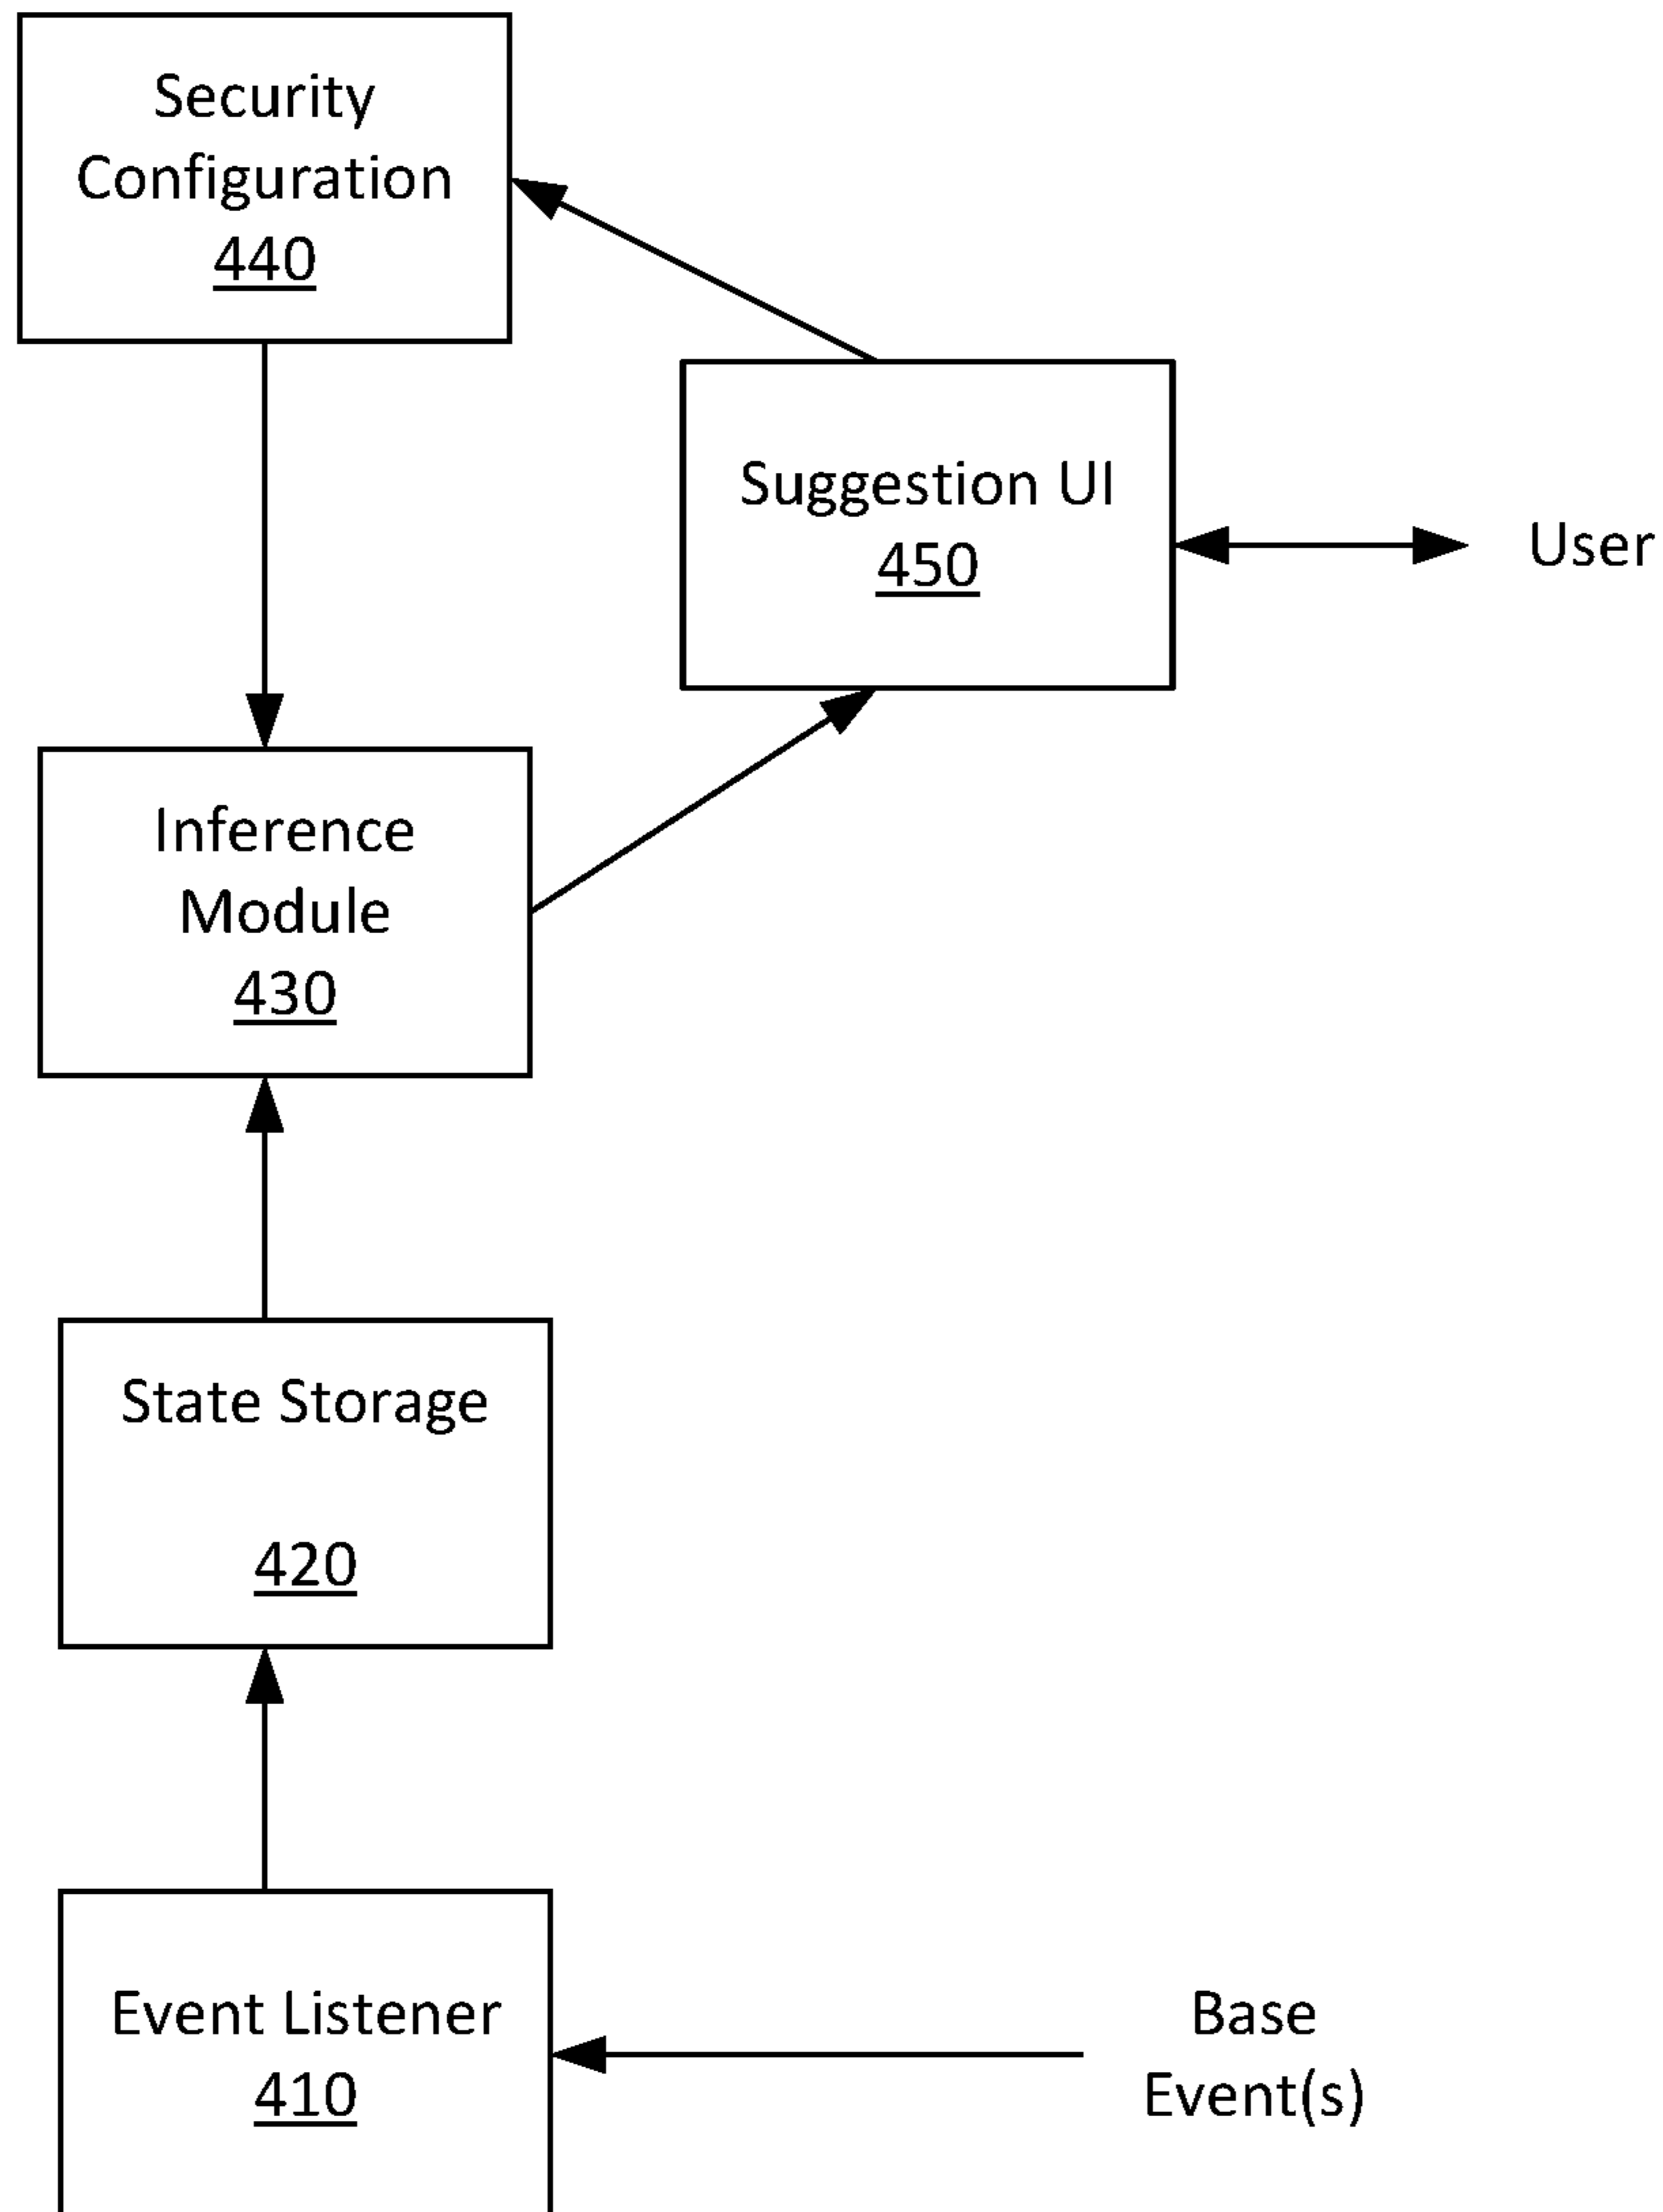 Security
Configuration
440
Suggestion UI
450
User
Inference
Module
430
State Storage
420
Event Listener
410
Base
Event(s)